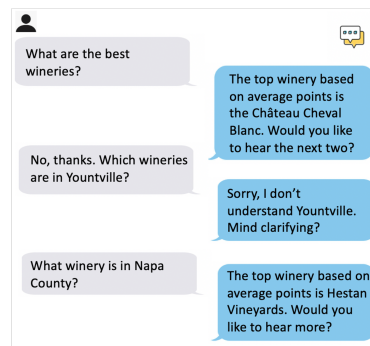 What are the best
wineries?
The top winery based
on average points is
the Château Cheval
Blanc. Would you like
to hear the next two?
No, thanks. Which wineries
are in Yountville?
Sorry, I don’t
understand Yountville.
Mind clarifying?
What winery is in Napa
County?
The top winery based on
average points is Hestan
Vineyards. Would you
like to hear more?